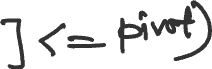 ] <= pivot)